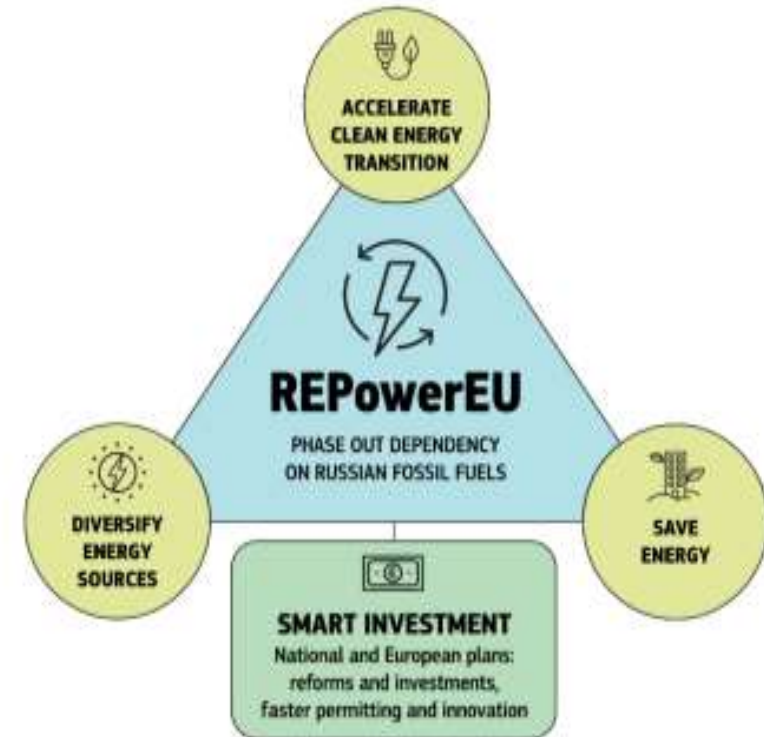 ACCELERATE
CLEAN ENERGY
TRANSITION
REPowerEU
PHASE OUT DEPENDENCY
ON RUSSIAN FOSSIL FUELS
DIVERSIFY
ENERGY
SOURCES
SAVE
ENERGY
SMART INVESTMENT
National and European plans:
reforms and investments,
faster permitting and innovation